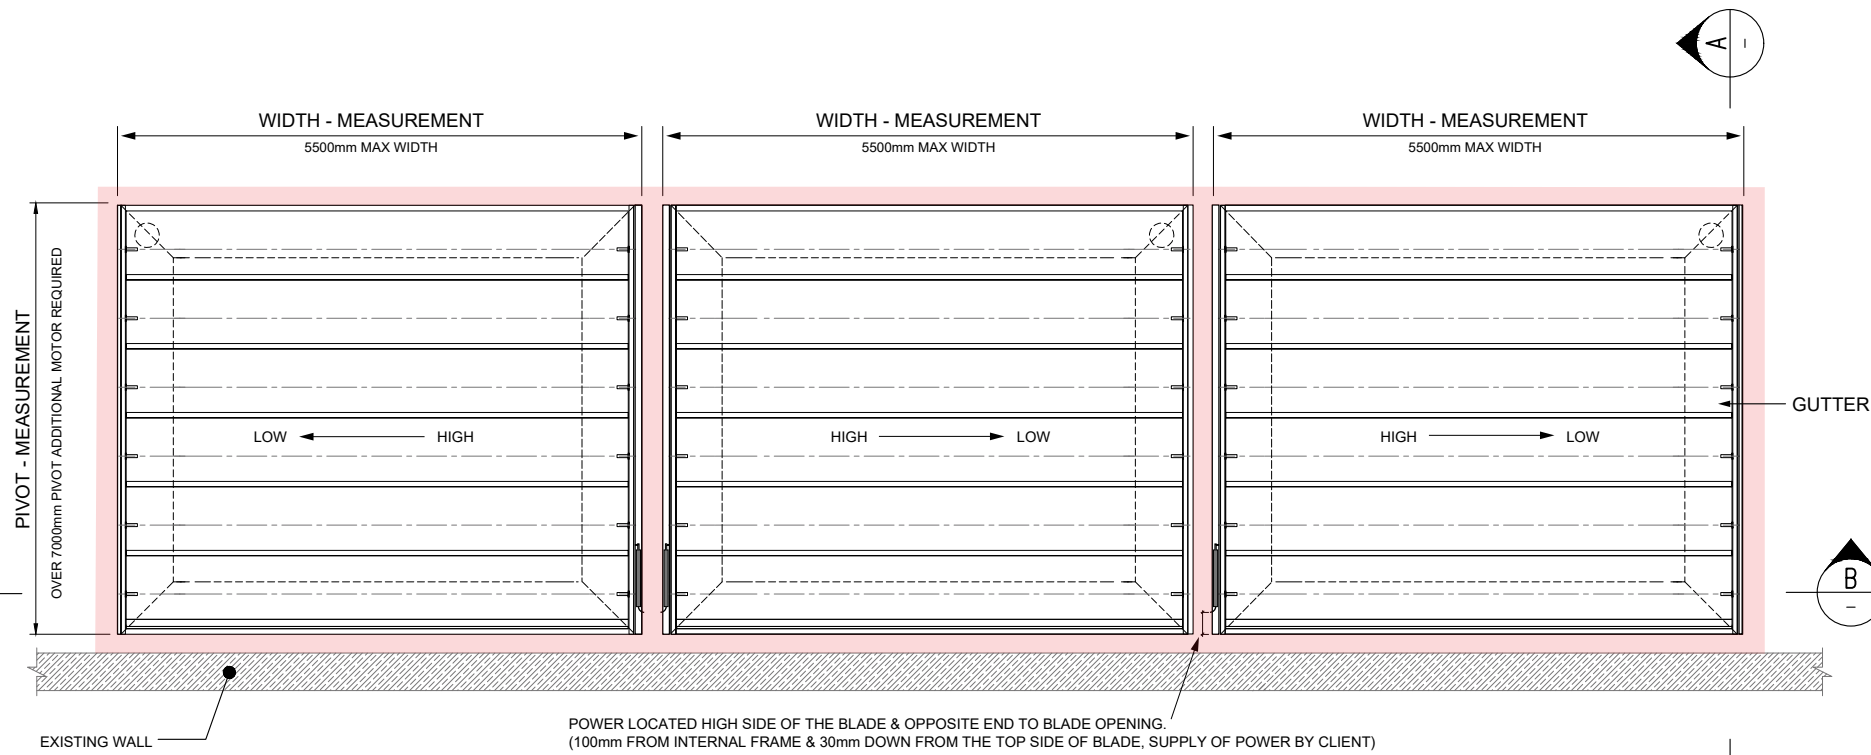 A
-
WIDTH - MEASUREMENT
5500mm MAX WIDTH
WIDTH - MEASUREMENT
5500mm MAX WIDTH
WIDTH - MEASUREMENT
5500mm MAX WIDTH
PIVOT - MEASUREMENT
OVER 7000mm PIVOT ADDITIONAL MOTOR REQUIRED
GUTTER
LOW HIGH
HIGH LOW
HIGH LOW
B
-
EXISTING WALL
POWER LOCATED HIGH SIDE OF THE BLADE & OPPOSITE END TO BLADE OPENING.
(100mm FROM INTERNAL FRAME & 30mm DOWN FROM THE TOP SIDE OF BLADE, SUPPLY OF POWER BY CLIENT)